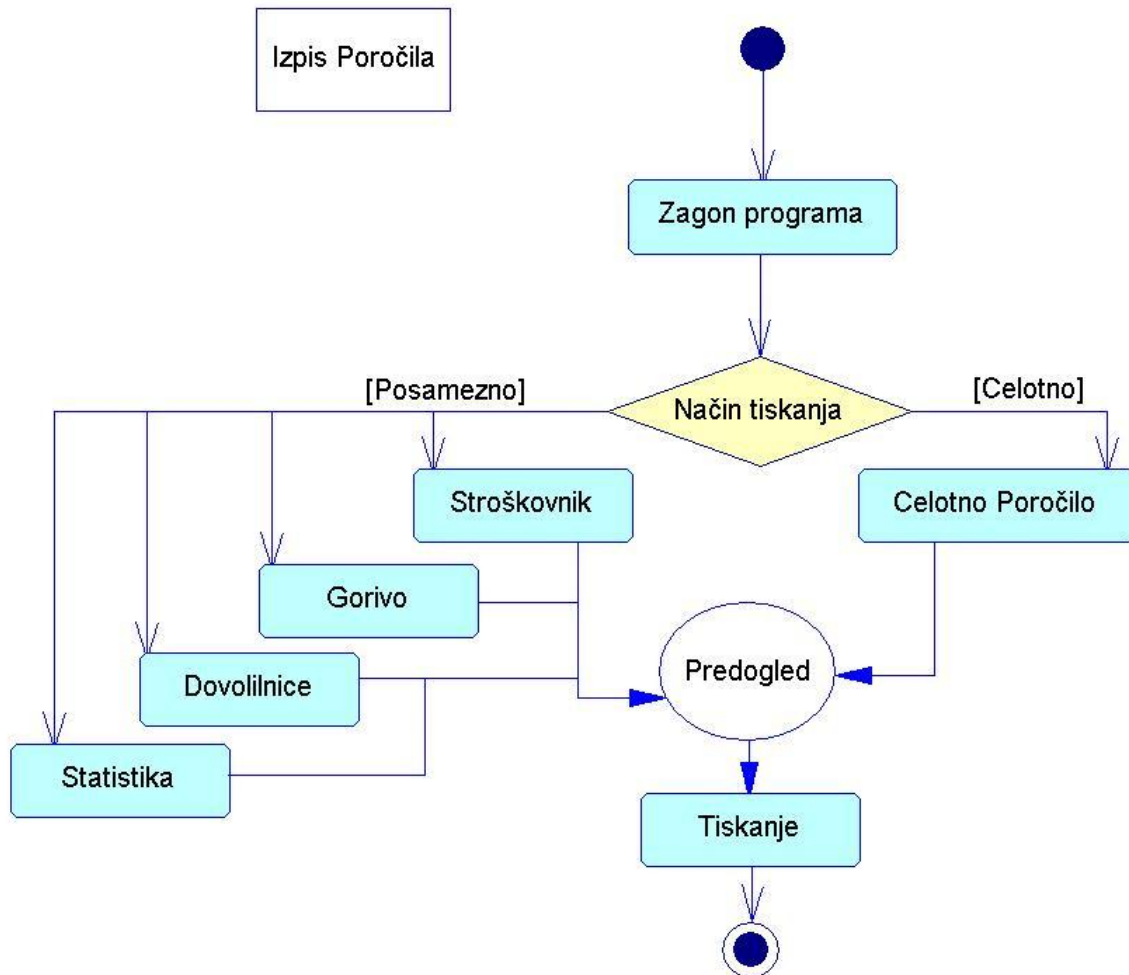 Izpis Poročila
Zagon programa
[Posamezno]
Način tiskanja
[Celotno]
Stroškovnik
Celotno Poročilo
Gorivo
Predogled
Dovolilnice
Statistika
Tiskanje